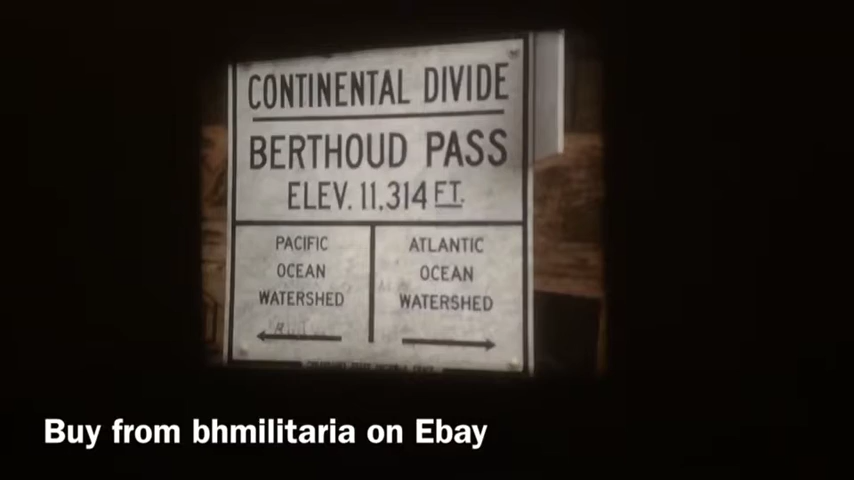 CONTINENTAL DIVIDE
BERTHOUD PASS
ELEV. 11,314 FT.
PACIFIC
OCEAN
WATERSHED
ATLANTIC
OCEAN
WATERSHED
Buy from bhmilitaria on Ebay